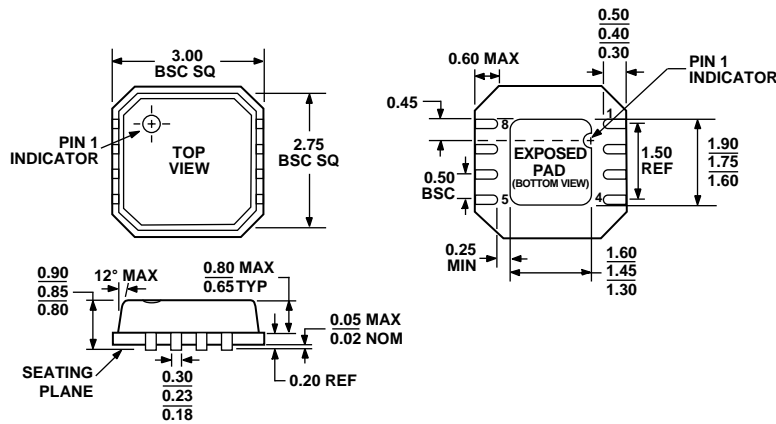 3.00
BSC SQ
PIN 1
INDICATOR
TOP
VIEW
2.75
BSC SQ
0.60 MAX
0.50
0.40
0.30
PIN 1
INDICATOR
0.45
8
1
EXPOSED
PAD
(BOTTOM VIEW)
0.50
BSC
5
4
1.50
REF
1.90
1.75
1.60
0.25
MIN
1.60
1.45
1.30
0.90
0.85
0.80
12° MAX
0.80 MAX
0.65 TYP
0.05 MAX
0.02 NOM
SEATING
PLANE
0.30
0.23
0.18
0.20 REF